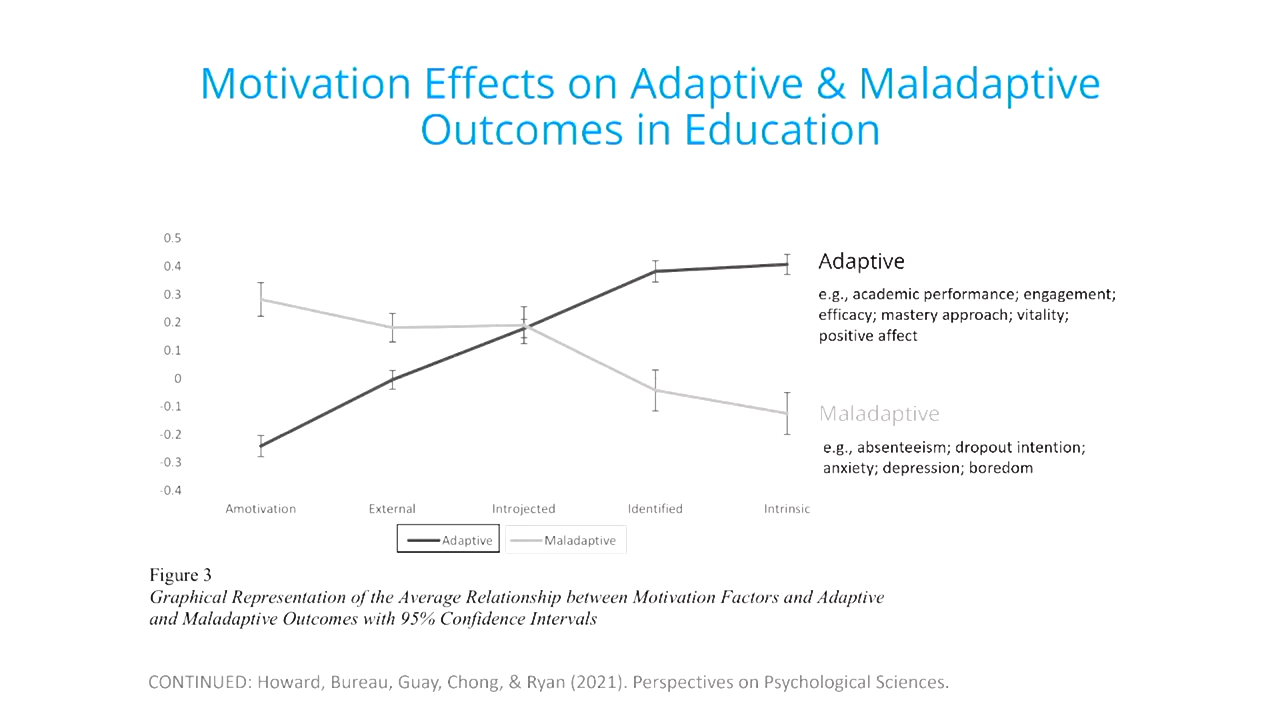 Motivation Effects on Adaptive & Maladaptive
Outcomes in Education
0.5
0.4
0.3
0.2
0.1
0
-0.1
-0.2
-0.3
-0.4
Amotivation External Introjected Identified Intrinsic
Adaptive Maladaptive
Adaptive
e.g., academic performance; engagement;
efficacy; mastery approach; vitality;
positive affect
Maladaptive
e.g., absenteeism; dropout intention;
anxiety; depression; boredom
Figure 3
Graphical Representation of the Average Relationship between Motivation Factors and Adaptive
and Maladaptive Outcomes with 95% Confidence Intervals
CONTINUED: Howard, Bureau, Guay, Chong, & Ryan (2021). Perspectives on Psychological Sciences.